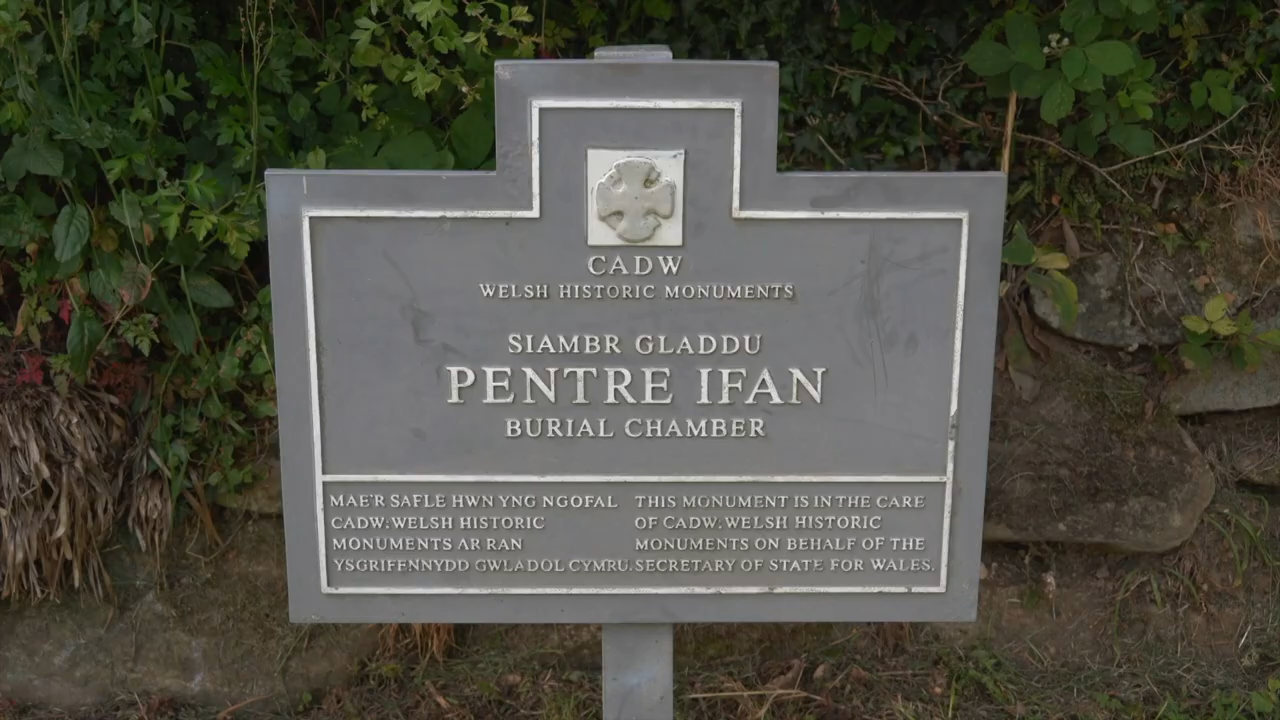 CADW
WELSH HISTORIC MONUMENTS
SIAMBR GLADDU
PENTRE IFAN
BURIAL CHAMBER
MAE'R SAFLE HWN YNG NGOFAL
CADW: WELSH HISTORIC
MONUMENTS AR RAN
YSGRIFENNYDD GWLADOL CYMRU.
THIS MONUMENT IS IN THE CARE
OF CADW: WELSH HISTORIC
MONUMENTS ON BEHALF OF THE
SECRETARY OF STATE FOR WALES.